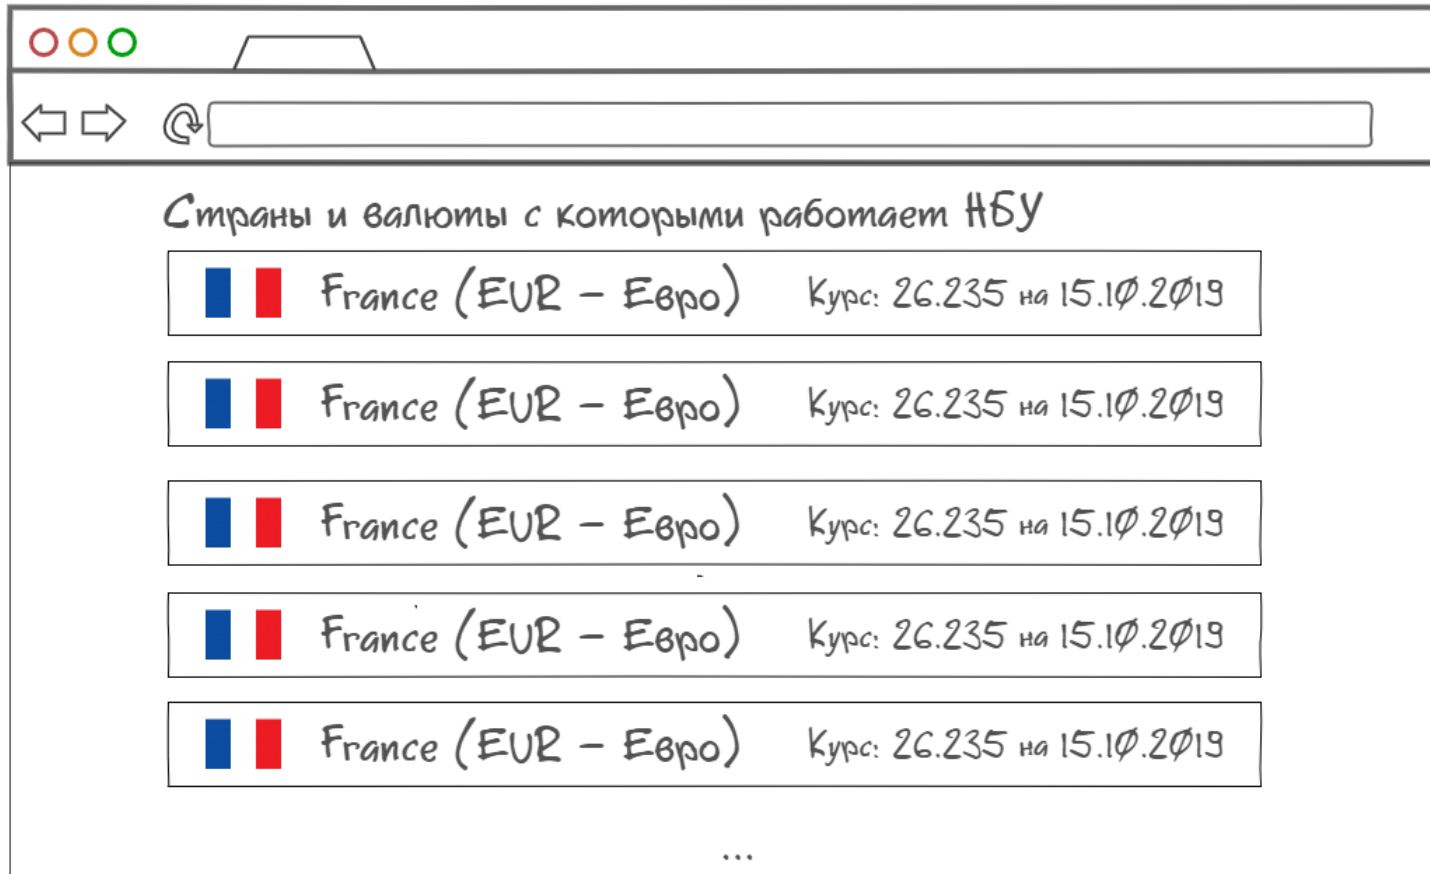 Страны и валюты с которыми работает НБУ
France (EUR – Евро) Курс: 26.235 на 15.10.2019
France (EUR – Евро) Курс: 26.235 на 15.10.2019
France (EUR – Евро) Курс: 26.235 на 15.10.2019
France (EUR – Евро) Курс: 26.235 на 15.10.2019
France (EUR – Евро) Курс: 26.235 на 15.10.2019
...